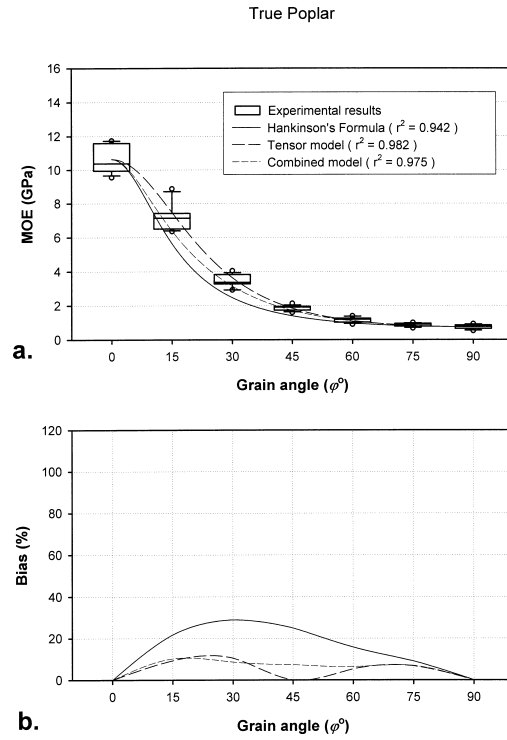 True Poplar
16
14
12
10
8
6
4
2
0
MOE (GPa)
Experimental results
Hankinson's Formula ( r² = 0.942 )
Tensor model ( r² = 0.982 )
Combined model ( r² = 0.975 )
0 15 30 45 60 75 90
Grain angle (φº)
a.
120
100
80
60
40
20
0
Bias (%)
0 15 30 45 60 75 90
Grain angle (φº)
b.